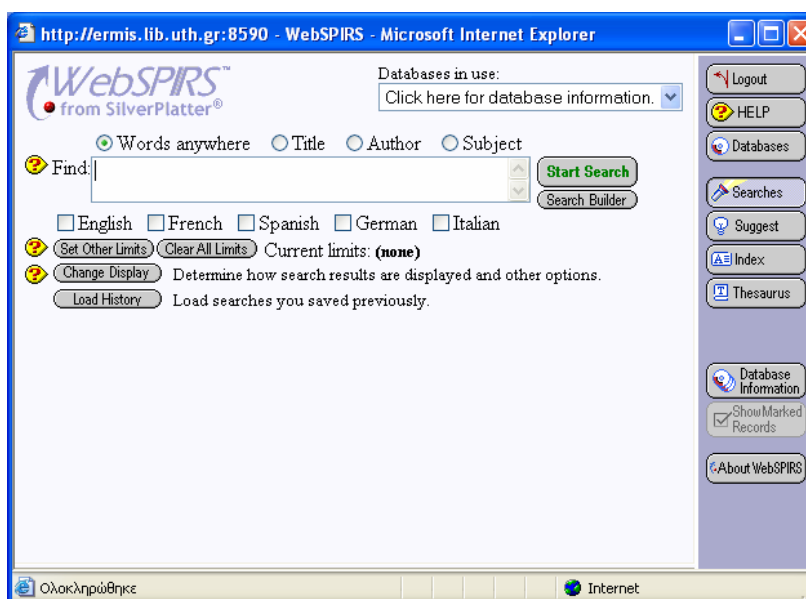 http://ermis.lib.uth.gr:8590 - WebSPIRS - Microsoft Internet Explorer
WebSPIRS™
from SilverPlatter®
Databases in use:
Click here for database information.
Words anywhere Title Author Subject
Find:
Start Search
Search Builder
English French Spanish German Italian
Set Other Limits Clear All Limits Current limits: (none)
Change Display Determine how search results are displayed and other options.
Load History Load searches you saved previously.
Logout
HELP
Databases
Searches
Suggest
Index
Thesaurus
Database
Information
Show Marked
Records
About WebSPIRS
Ολοκληρώθηκε
Internet